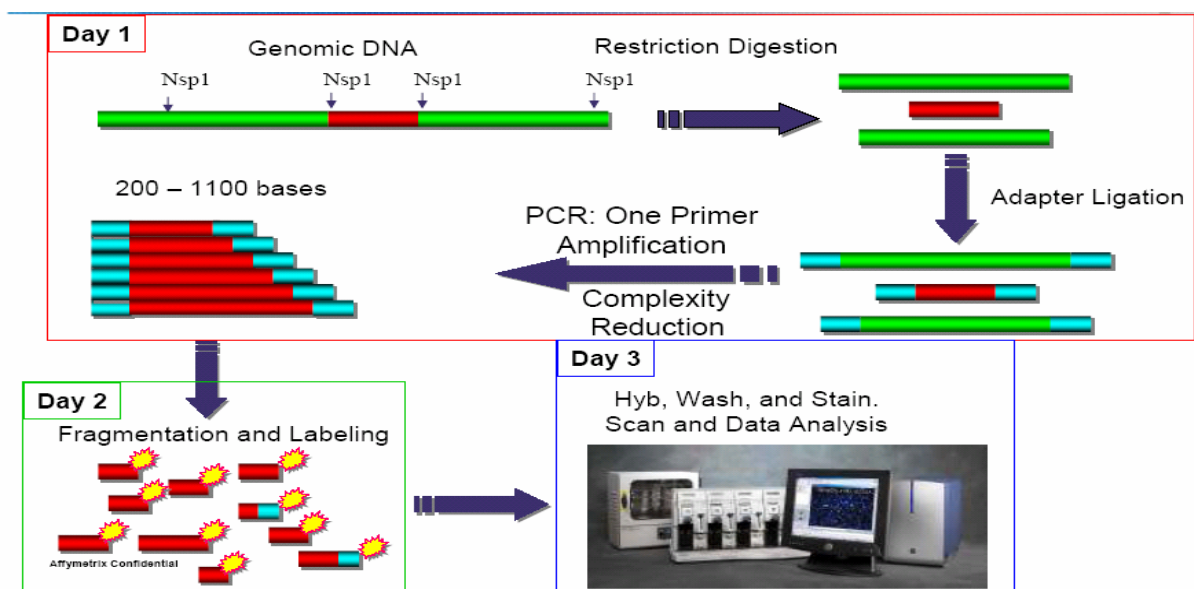 Day 1
Genomic DNA
Restriction Digestion
Nsp1 Nsp1 Nsp1 Nsp1
200 – 1100 bases
Adapter Ligation
PCR: One Primer
Amplification
Complexity
Reduction
Day 2
Fragmentation and Labeling
Affymetrix Confidential
Day 3
Hyb, Wash, and Stain.
Scan and Data Analysis